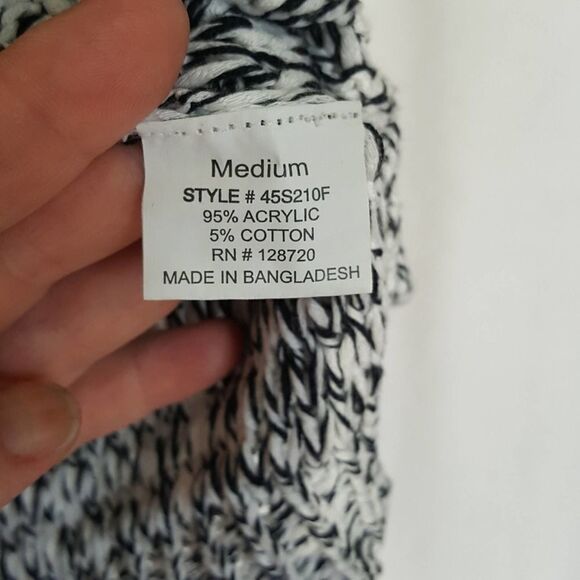 Medium
STYLE # 45S210F
95% ACRYLIC
5% COTTON
RN # 128720
MADE IN BANGLADESH